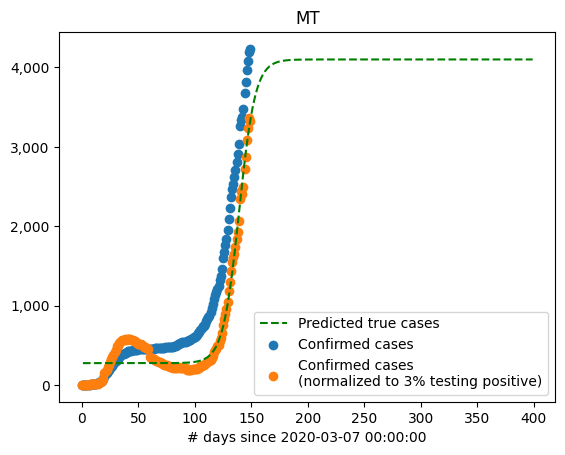 MT
4,000
3,000
2,000
1,000
0
Predicted true cases
Confirmed cases
Confirmed cases
(normalized to 3% testing positive)
0 50 100 150 200 250 300 350 400
# days since 2020-03-07 00:00:00